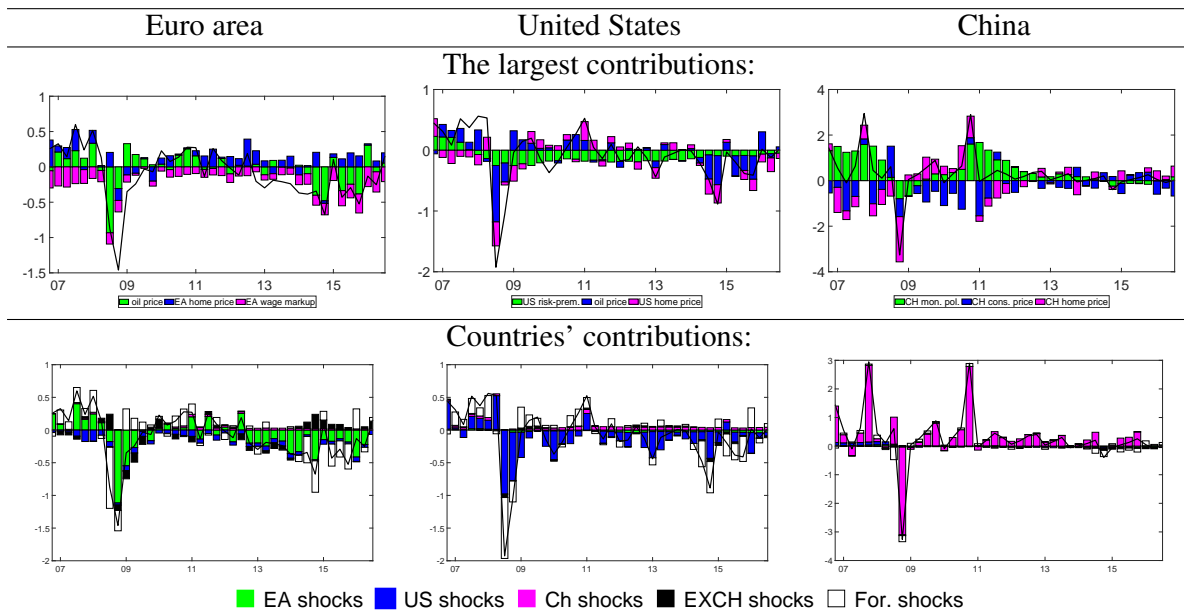 Euro area United States China
The largest contributions:
1 0.5 0 -0.5 -1 -1.5
07 09 11 13 15
oil price EA home price EA wage markup
1 0 -1 -2
07 09 11 13 15
US risk-prem. oil price US home price
4 2 0 -2 -4
07 09 11 13 15
CH mon. pol. CH cons. price CH home price
Countries' contributions:
1 0.5 0 -0.5 -1 -1.5 -2
07 09 11 13 15
1 0.5 0 -0.5 -1 -1.5 -2
07 09 11 13 15
3 2 1 0 -1 -2 -3 -4
07 09 11 13 15
EA shocks US shocks Ch shocks EXCH shocks For. shocks